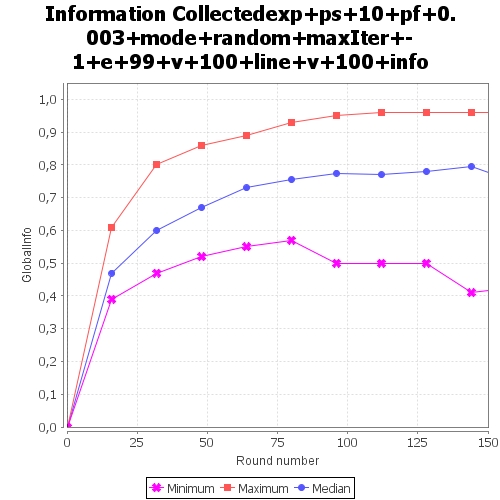 Information Collectedexp+ps+10+pf+0.
003+mode+random+maxIter+-
1+e+99+v+100+line+v+100+info
1,0
0,9
0,8
0,7
0,6
0,5
0,4
0,3
0,2
0,1
0,0
GlobalInfo
0 25 50 75 100 125 150
Round number
Minimum Maximum Median